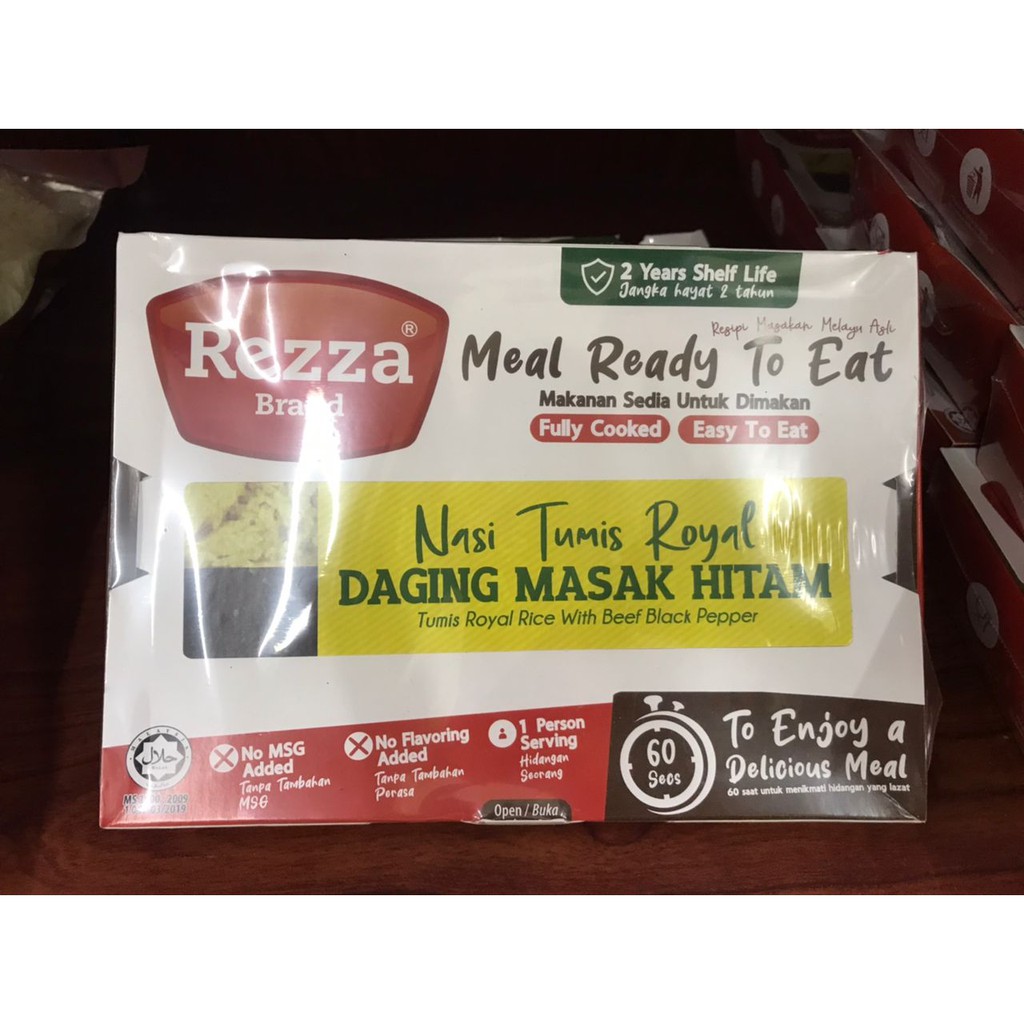 2 Years Shelf Life
Jangka hayat 2 tahun
Rezza®
Brand
Resipi Masakan Melayu Asli
Meal Ready To Eat
Makanan Sedia Untuk Dimakan
Fully Cooked
Easy To Eat
Nasi Tumis Royal
DAGING MASAK HITAM
Tumis Royal Rice With Beef Black Pepper
No MSG
Added
Tanpa Tambahan
MSG
No Flavoring
Added
Tanpa Tambahan
Perasa
1 Person
Serving
Hidangan
Seorang
60
Secs
To Enjoy a
Delicious Meal
60 saat untuk menikmati hidangan yang lazat
Open / Buka
MALAYSIA
حلال